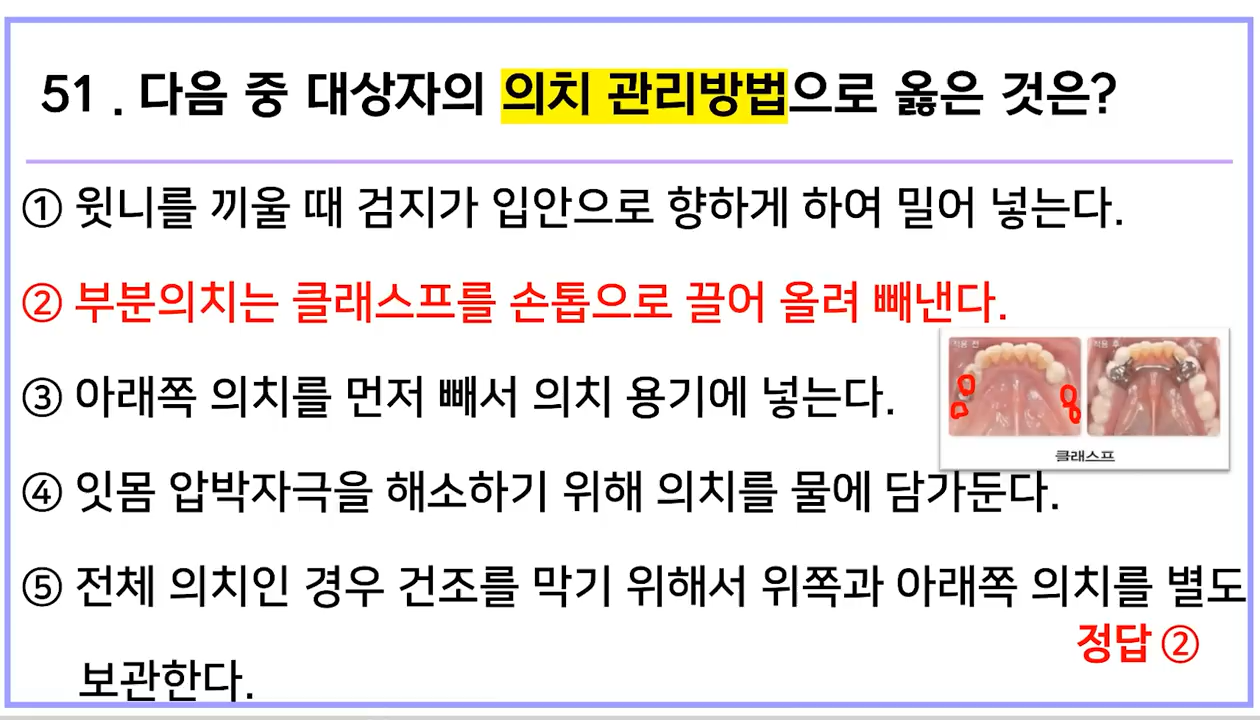 51 . 다음 중 대상자의 의치 관리방법으로 옳은 것은?
① 윗니를 끼울 때 검지가 입안으로 향하게 하여 밀어 넣는다.
② 부분의치는 클래스프를 손톱으로 끌어 올려 빼낸다.
③ 아래쪽 의치를 먼저 빼서 의치 용기에 넣는다.
착용 전
착용 후
클래스프
④ 잇몸 압박자극을 해소하기 위해 의치를 물에 담가둔다.
⑤ 전체 의치인 경우 건조를 막기 위해서 위쪽과 아래쪽 의치를 별도
정답 ②
보관한다.